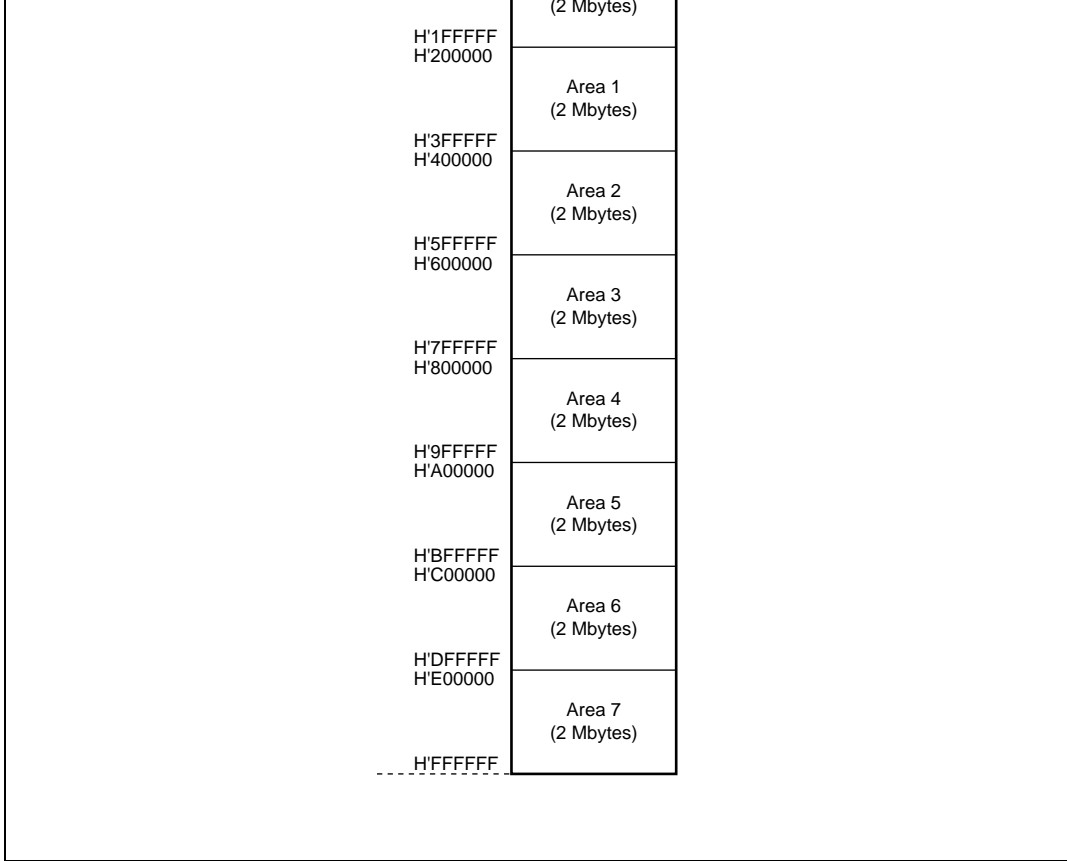 (2 Mbytes)
H'1FFFFF
H'200000
Area 1
(2 Mbytes)
H'3FFFFF
H'400000
Area 2
(2 Mbytes)
H'5FFFFF
H'600000
Area 3
(2 Mbytes)
H'7FFFFF
H'800000
Area 4
(2 Mbytes)
H'9FFFFF
H'A00000
Area 5
(2 Mbytes)
H'BFFFFF
H'C00000
Area 6
(2 Mbytes)
H'DFFFFF
H'E00000
Area 7
(2 Mbytes)
H'FFFFFF